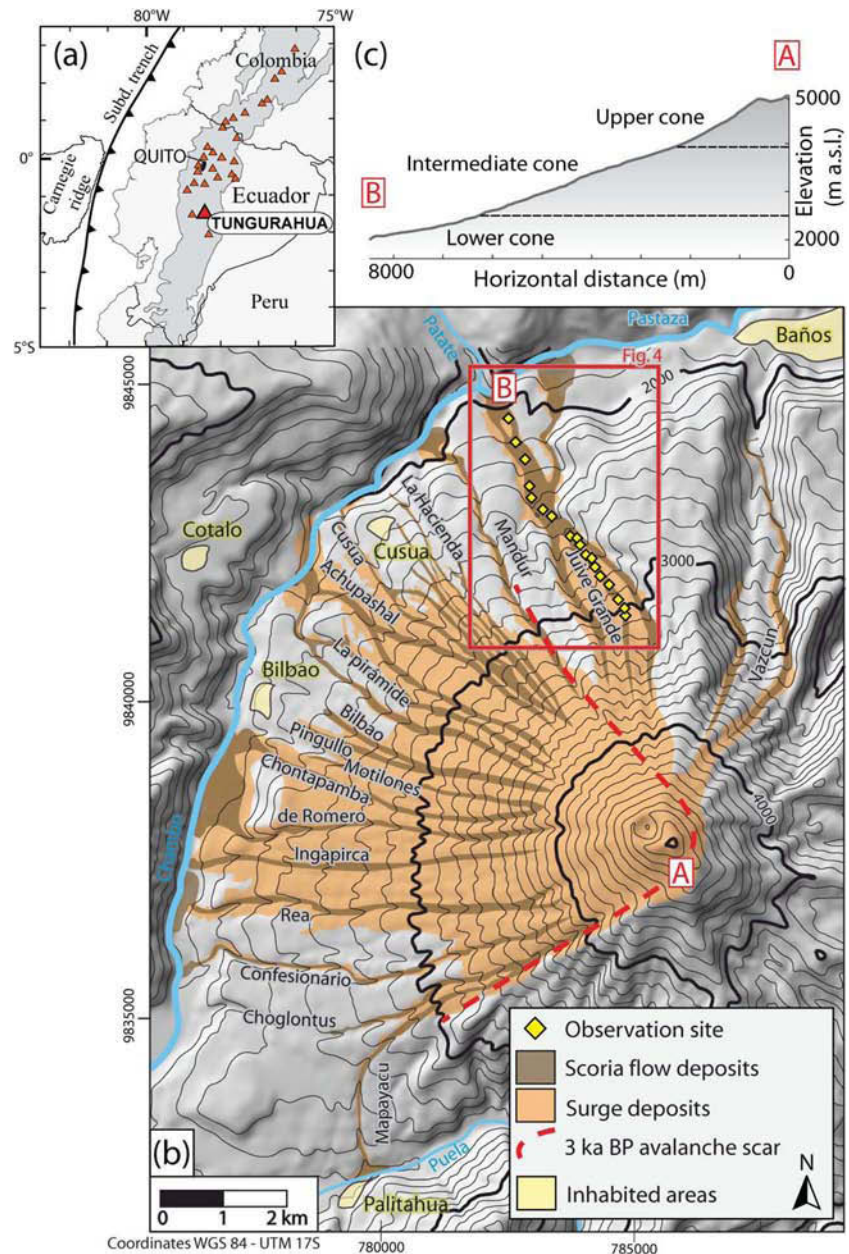 80°W
75°W
(a)
Colombia
Subd. trench
QUITO
0°
Carnegie
ridge
Ecuador
TUNGURAHUA
Peru
5°S
(c)
A
5000
Upper cone
Intermediate cone
Elevation
(m a.s.l.)
B
Lower cone
2000
8000
0
Horizontal distance (m)
Patate
Pastaza
Baños
Fig. 4
2000
9845000
B
La Hacienda
Cotalo
Cusua
Cusua
Mandur
3000
Achupashal
Juive Grande
Vazcun
La pirámide
Bilbao
9840000
Bilbao
Pingullo
Motilones
Chontapamba
4000
de Romero
Ingapirca
Chambo
A
Rea
Confesionario
9835000
Choglontus
Mapayacu
Observation site
Scoria flow deposits
Surge deposits
3 ka BP avalanche scar
Inhabited areas
N
(b)
Puela
0 1 2 km
Palitahua
Coordinates WGS 84 - UTM 17S
780000
785000